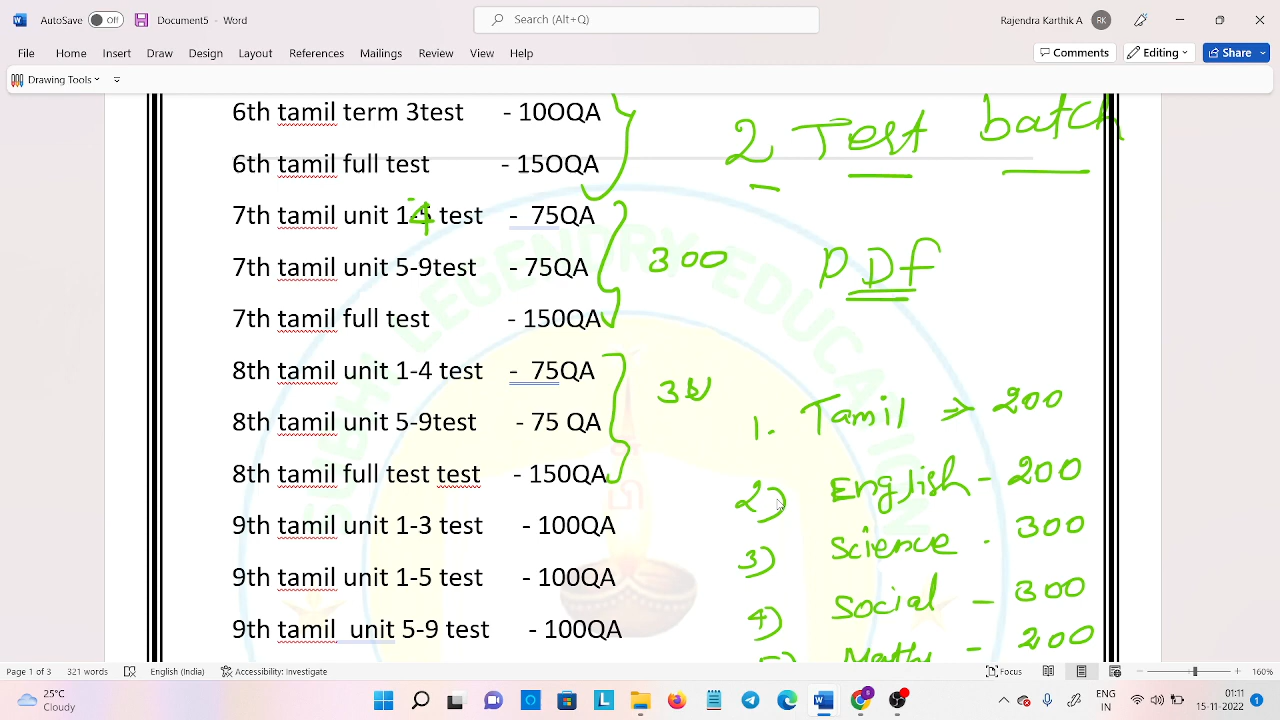 AutoSave Off Document5 - Word Search (Alt+Q) Rajendra Karthik A RK
File Home Insert Draw Design Layout References Mailings Review View Help Comments Editing Share
Drawing Tools
6th tamil term 3test - 10OQA
2 Test batch
6th tamil full test - 15OQA
7th tamil unit 1-4 test - 75QA
7th tamil unit 5-9test - 75QA
300 PDf
7th tamil full test - 150QA
8th tamil unit 1-4 test - 75QA
1. Tamil ⇒ 200
8th tamil unit 5-9test - 75 QA
8th tamil full test test - 150QA
2) English - 200
9th tamil unit 1-3 test - 100QA
3) Science - 300
9th tamil unit 1-5 test - 100QA
4) Social - 300
9th tamil unit 5-9 test - 100QA
Maths - 200
LEGENDRY EDUCATION
Page 1 of 3 321 words English (India) Accessibility: Investigate Focus 160%
25°C
Cloudy
ENG
IN
01:11
15-11-2022